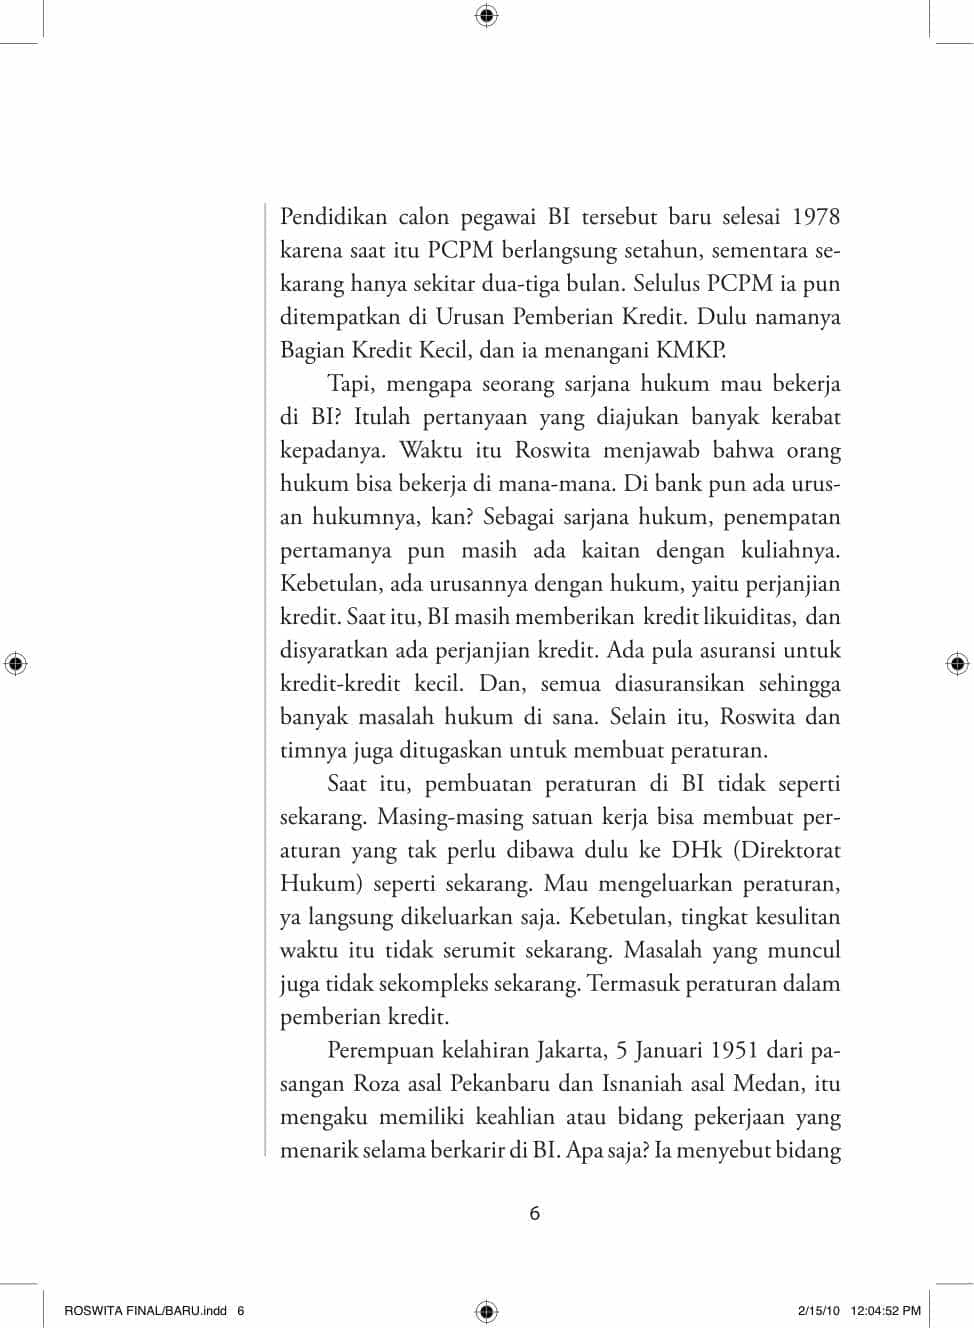 Pendidikan calon pegawai BI tersebut baru selesai 1978
karena saat itu PCPM berlangsung setahun, sementara se-
karang hanya sekitar dua-tiga bulan. Selulus PCPM ia pun
ditempatkan di Urusan Pemberian Kredit. Dulu namanya
Bagian Kredit Kecil, dan ia menangani KMKP.
Tapi, mengapa seorang sarjana hukum mau bekerja
di BI? Itulah pertanyaan yang diajukan banyak kerabat
kepadanya. Waktu itu Roswita menjawab bahwa orang
hukum bisa bekerja di mana-mana. Di bank pun ada urus-
an hukumnya, kan? Sebagai sarjana hukum, penempatan
pertamanya pun masih ada kaitan dengan kuliahnya.
Kebetulan, ada urusannya dengan hukum, yaitu perjanjian
kredit. Saat itu, BI masih memberikan kredit likuiditas, dan
disyaratkan ada perjanjian kredit. Ada pula asuransi untuk
kredit-kredit kecil. Dan, semua diasuransikan sehingga
banyak masalah hukum di sana. Selain itu, Roswita dan
timnya juga ditugaskan untuk membuat peraturan.
Saat itu, pembuatan peraturan di BI tidak seperti
sekarang. Masing-masing satuan kerja bisa membuat per-
aturan yang tak perlu dibawa dulu ke DHk (Direktorat
Hukum) seperti sekarang. Mau mengeluarkan peraturan,
ya langsung dikeluarkan saja. Kebetulan, tingkat kesulitan
waktu itu tidak serumit sekarang. Masalah yang muncul
juga tidak sekompleks sekarang. Termasuk peraturan dalam
pemberian kredit.
Perempuan kelahiran Jakarta, 5 Januari 1951 dari pa-
sangan Roza asal Pekanbaru dan Isnaniah asal Medan, itu
mengaku memiliki keahlian atau bidang pekerjaan yang
menarik selama berkarir di BI. Apa saja? Ia menyebut bidang
6
ROSWITA FINAL/BARU.indd 6 2/15/10 12:04:52 PM